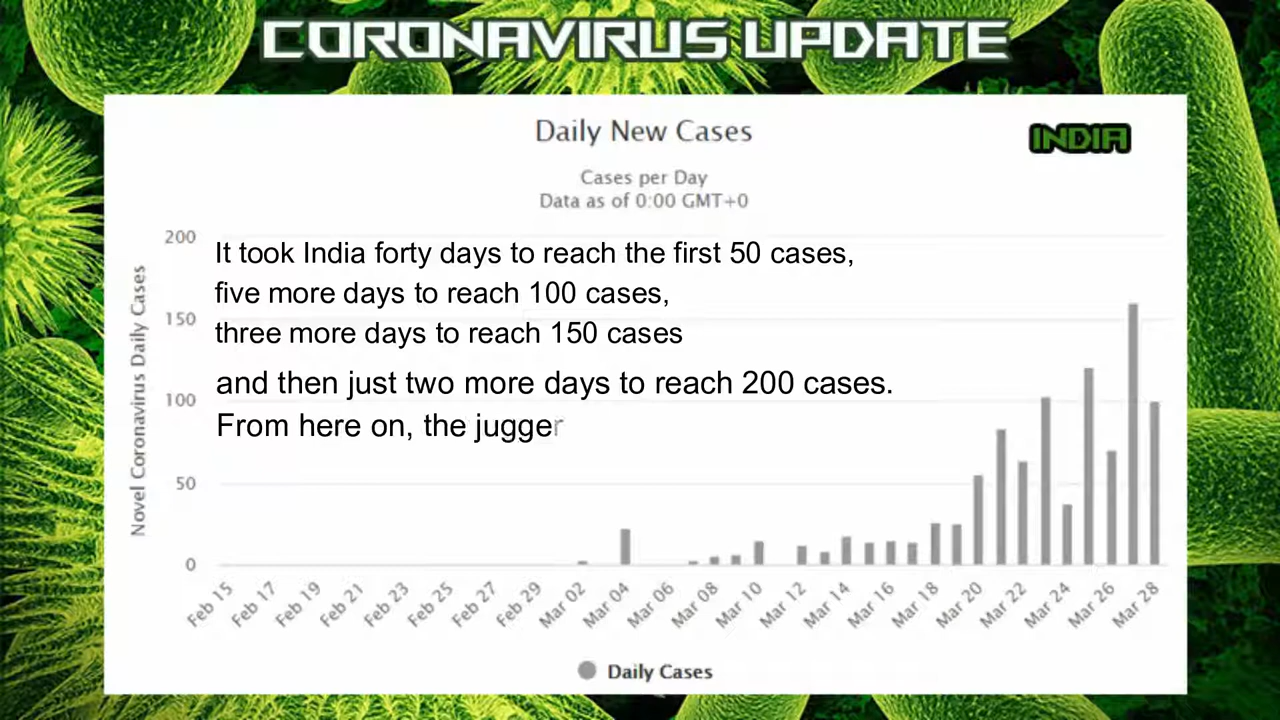 CORONAVIRUS UPDATE
Daily New Cases
INDIA
Cases per Day
Data as of 0:00 GMT+0
Novel Coronavirus Daily Cases
200
150
100
50
0
It took India forty days to reach the first 50 cases,
five more days to reach 100 cases,
three more days to reach 150 cases
and then just two more days to reach 200 cases.
From here on, the jugger
Feb 15
Feb 17
Feb 19
Feb 21
Feb 23
Feb 25
Feb 27
Feb 29
Mar 02
Mar 04
Mar 06
Mar 08
Mar 10
Mar 12
Mar 14
Mar 16
Mar 18
Mar 20
Mar 22
Mar 24
Mar 26
Mar 28
Daily Cases